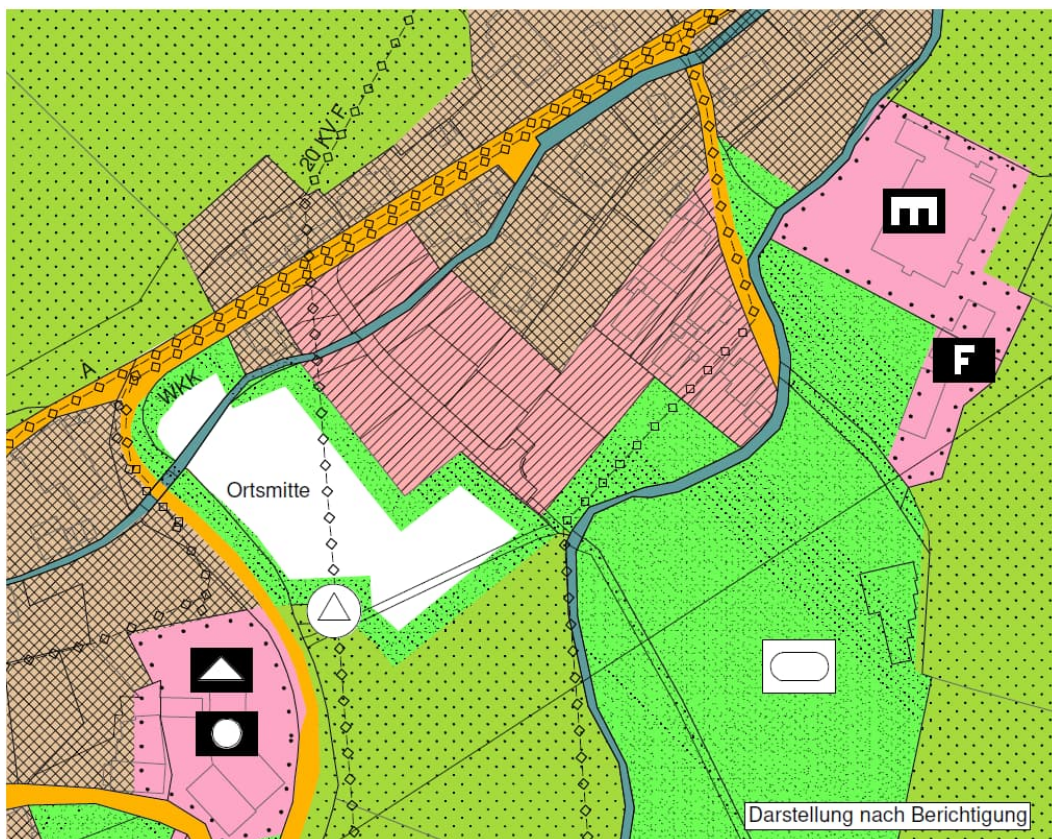 20 KV F.
A
WKK
Ortsmitte
F
Darstellung nach Berichtigung